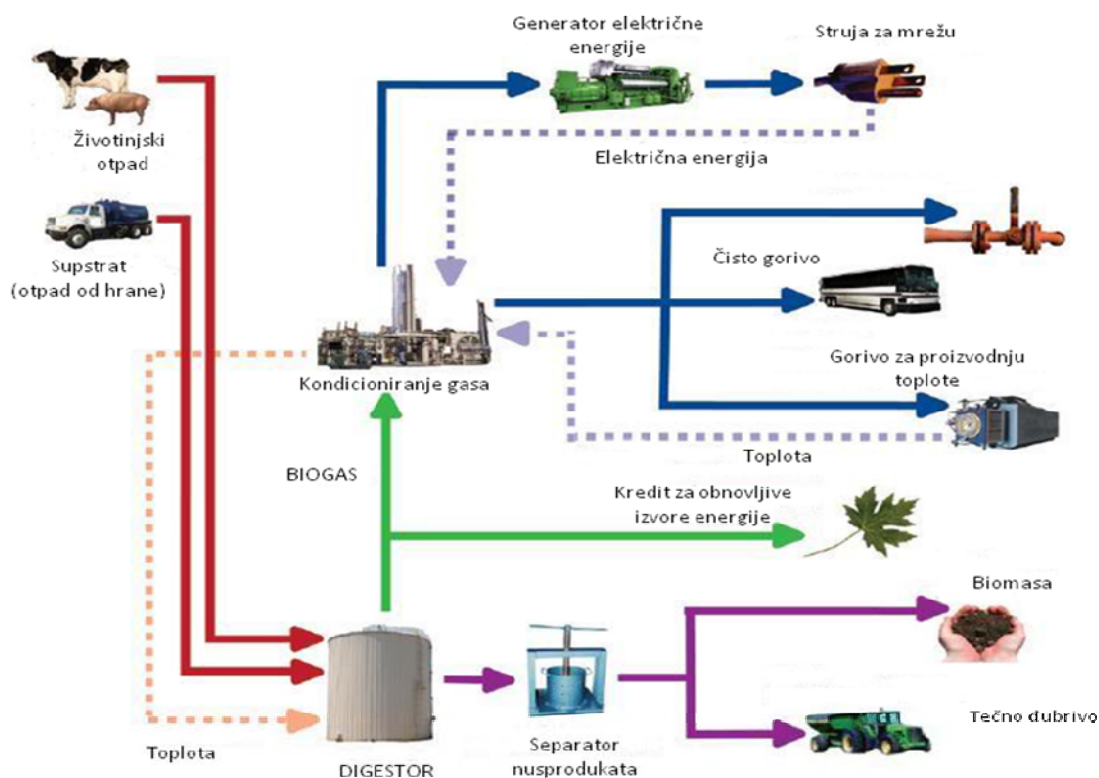 Generator električne
energije
Struja za mrežu
Životinjski
otpad
Električna energija
Supstrat
(otpad od hrane)
Čisto gorivo
Kondicioniranje gasa
Gorivo za proizvodnju
toplote
Toplota
BIOGAS
Kredit za obnovljive
izvore energije
Biomasa
Tečno đubrivo
Toplota
DIGESTOR
Separator
nusprodukata